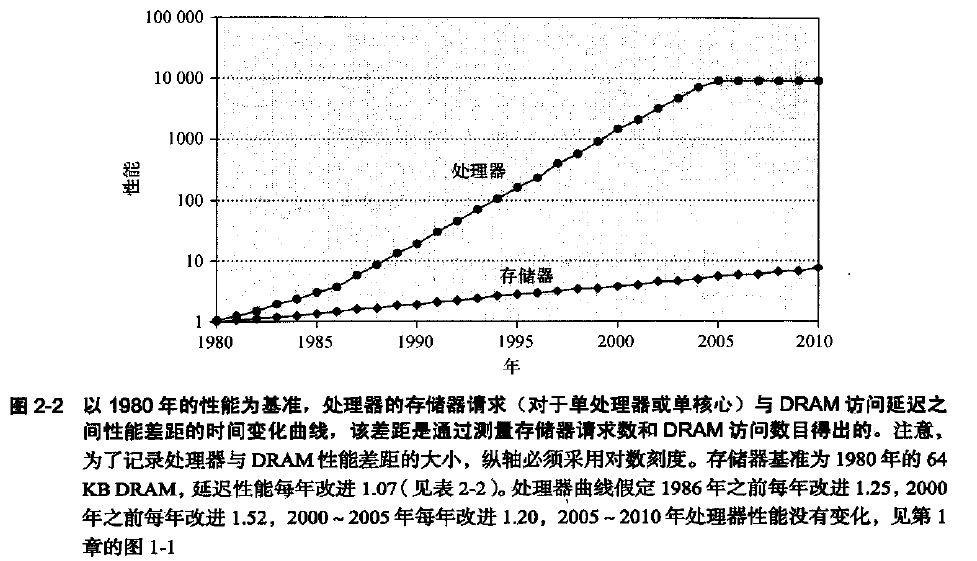 100 000
10 000
1000
100
10
1
性能
处理器
存储器
1980 1985 1990 1995 2000 2005 2010
年
图 2-2 以 1980 年的性能为基准，处理器的存储器请求（对于单处理器或单核心）与 DRAM 访问延迟之
间性能差距的时间变化曲线，该差距是通过测量存储器请求数和 DRAM 访问数目得出的。注意，
为了记录处理器与 DRAM 性能差距的大小，纵轴必须采用对数刻度。存储器基准为 1980 年的 64
KB DRAM，延迟性能每年改进 1.07（见表 2-2）。处理器曲线假定 1986 年之前每年改进 1.25，2000
年之前每年改进 1.52，2000～2005 年每年改进 1.20，2005～2010 年处理器性能没有变化，见第 1
章的图 1-1